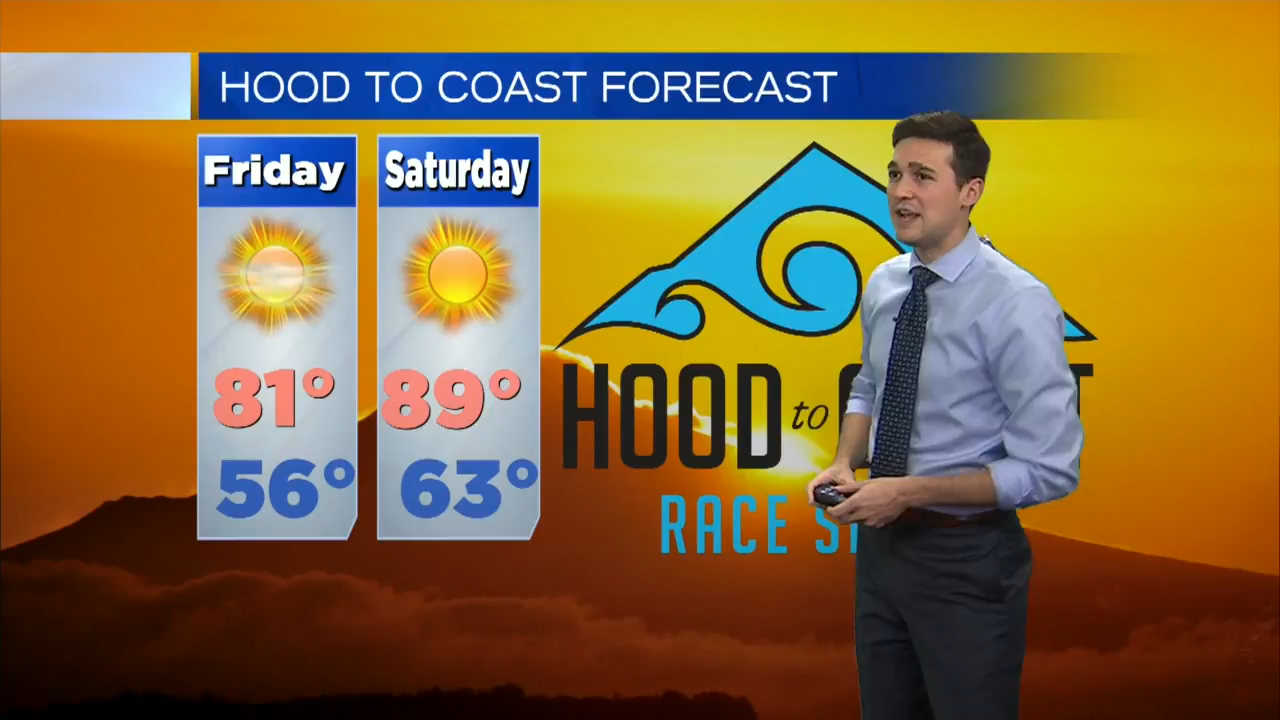 HOOD TO COAST FORECAST
Friday
Saturday
81°
89°
56°
63°
HOOD to
RACE